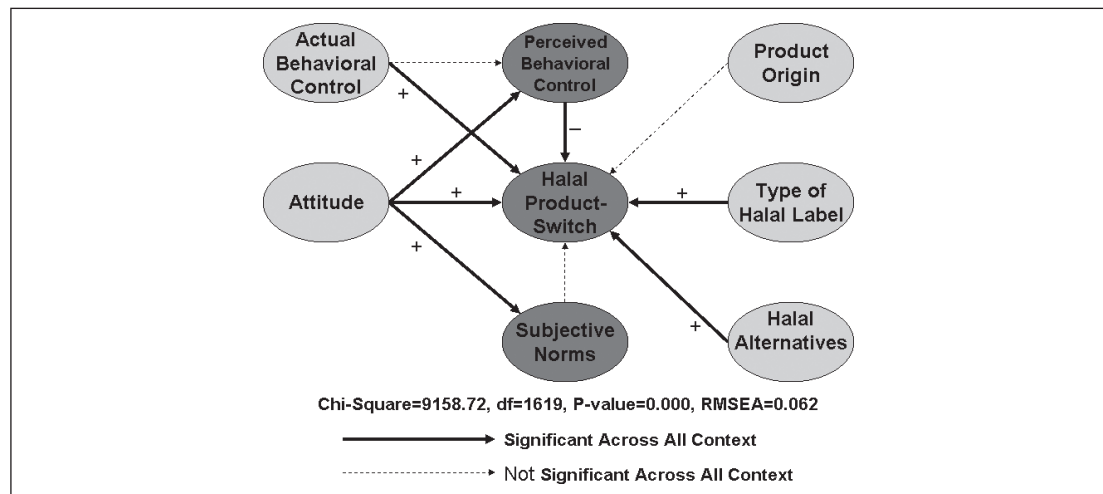 Actual
Behavioral
Control
Perceived
Behavioral
Control
Product
Origin
+
+
–
Attitude
+
Halal
Product-
Switch
+
Type of
Halal Label
+
Subjective
Norms
+
Halal
Alternatives
Chi-Square=9158.72, df=1619, P-value=0.000, RMSEA=0.062
Significant Across All Context
Not Significant Across All Context